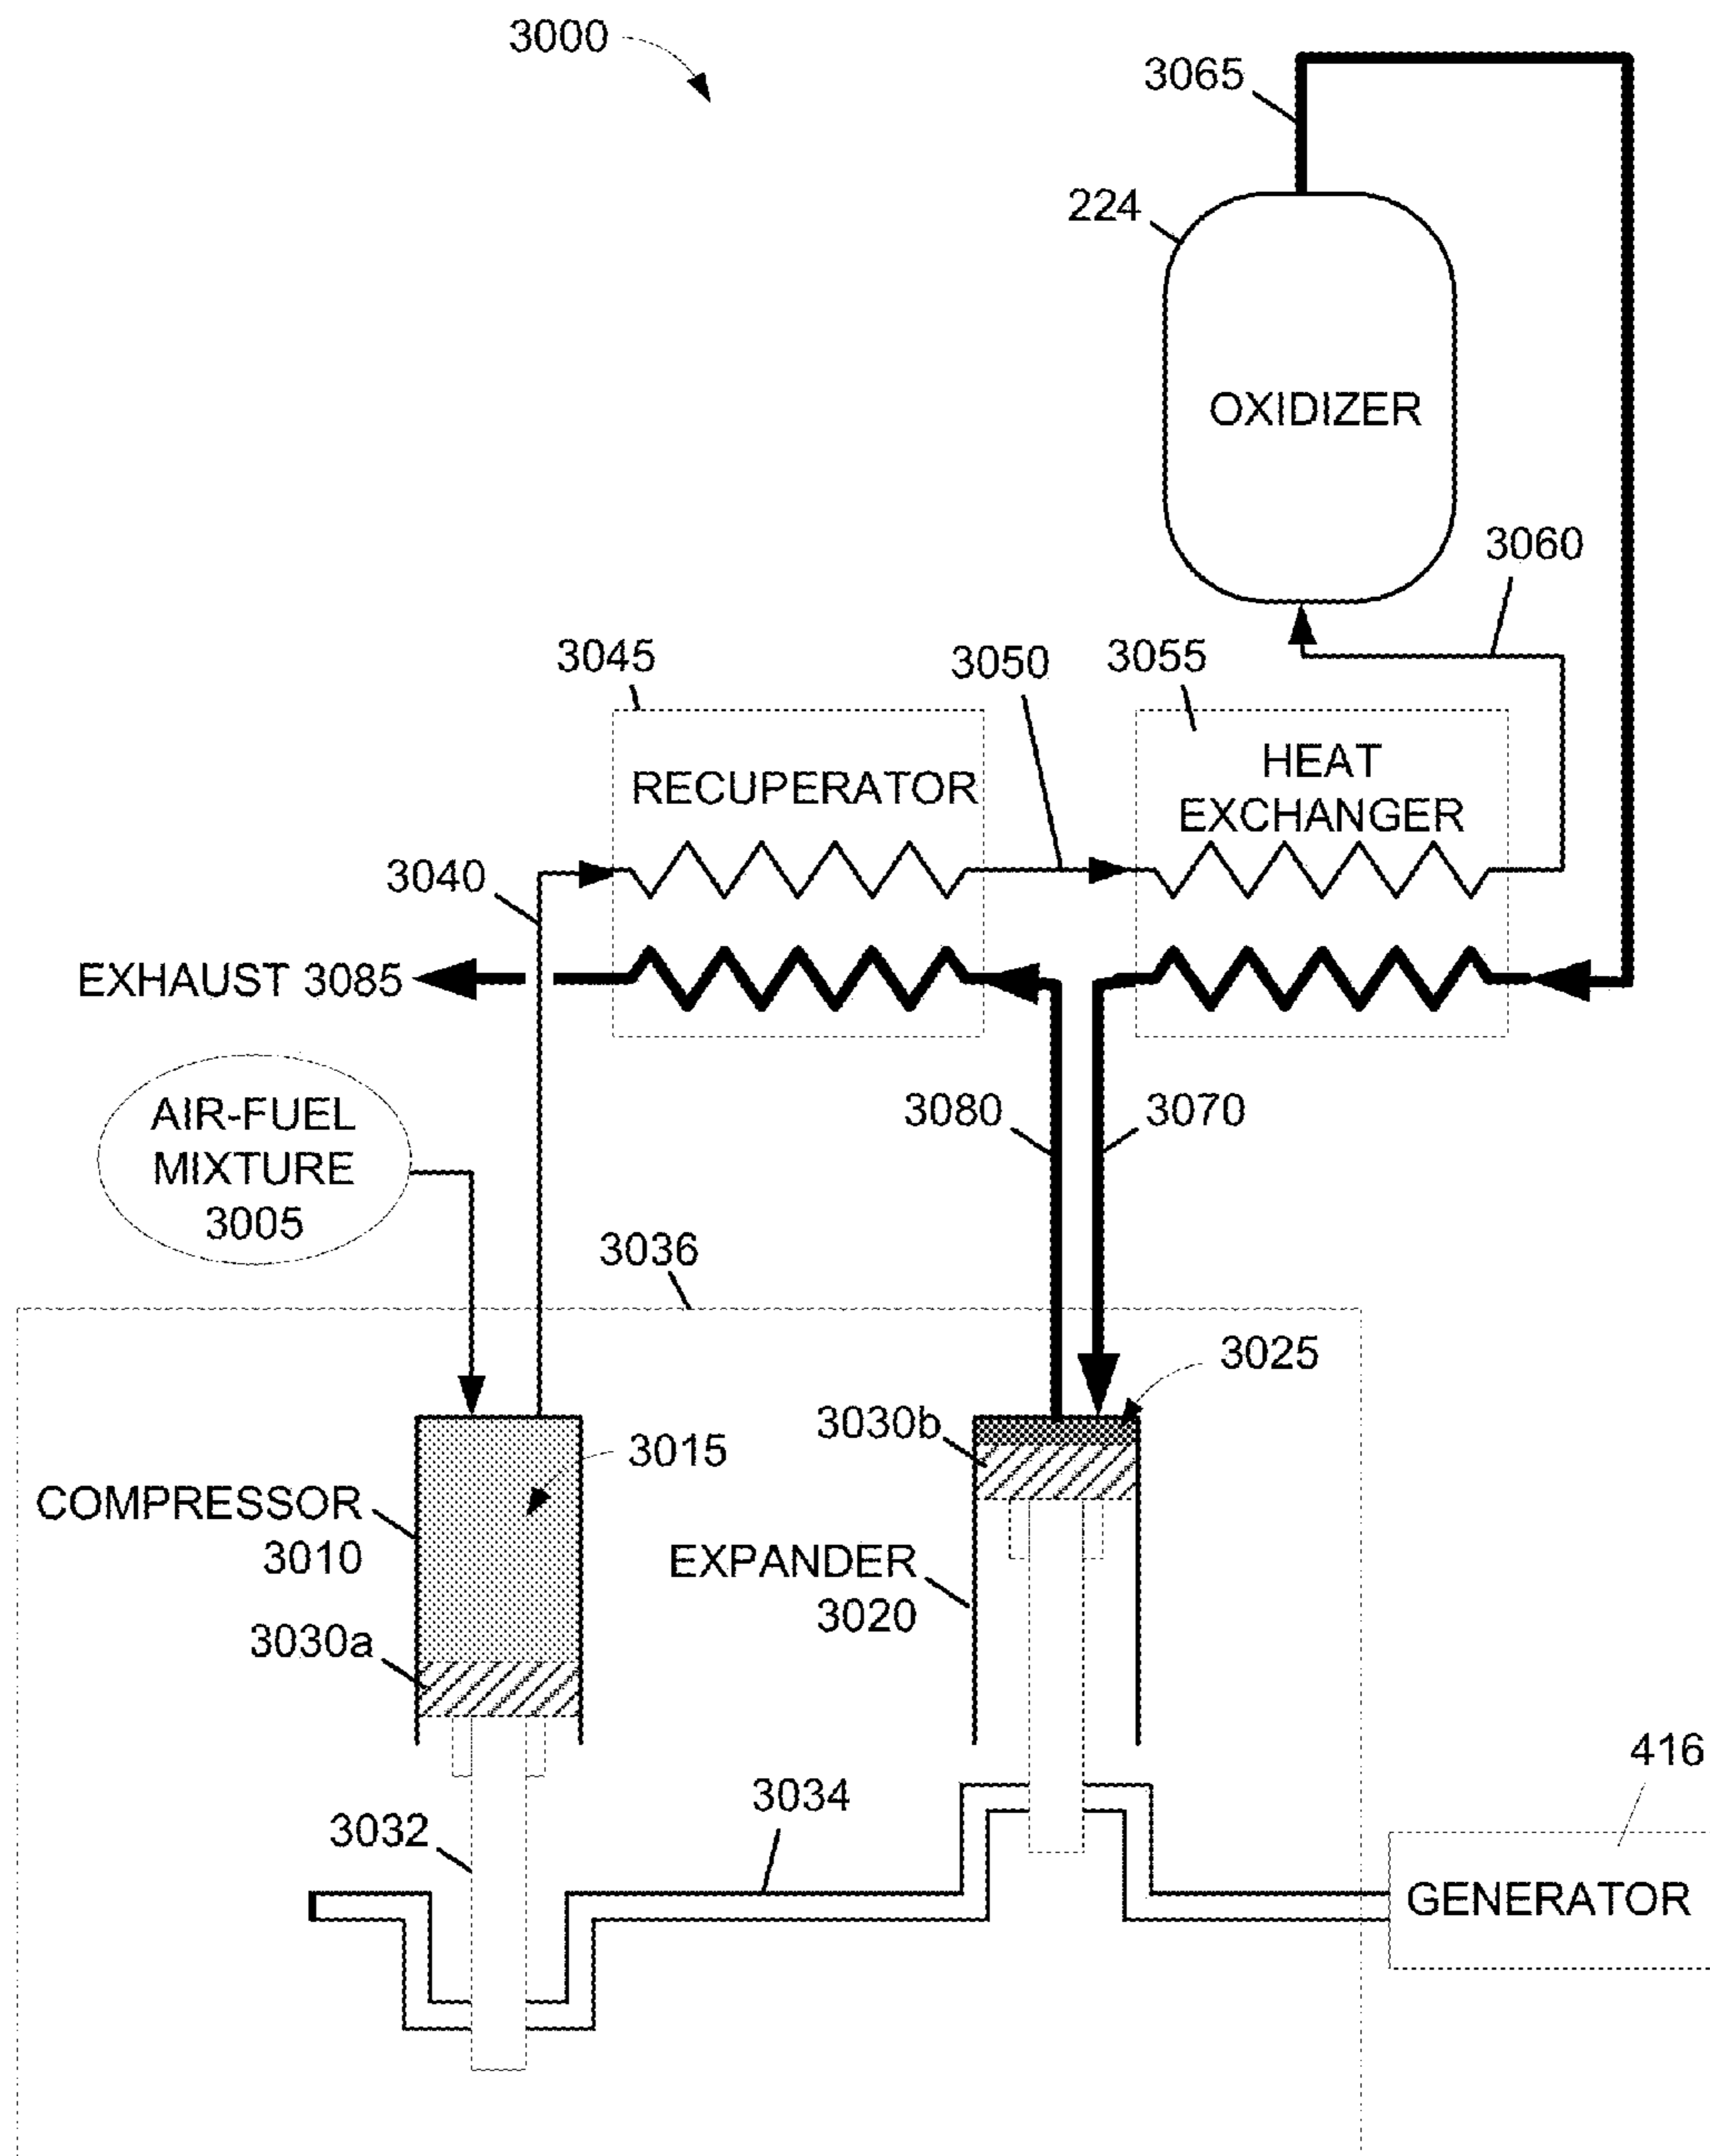 3000
3065
224
OXIDIZER
3060
3045
3050
3055
RECUPERATOR
HEAT
EXCHANGER
3040
EXHAUST 3085
AIR-FUEL
MIXTURE
3005
3080
3070
3036
3025
3030b
3015
COMPRESSOR
3010
EXPANDER
3020
3030a
416
3034
3032
GENERATOR